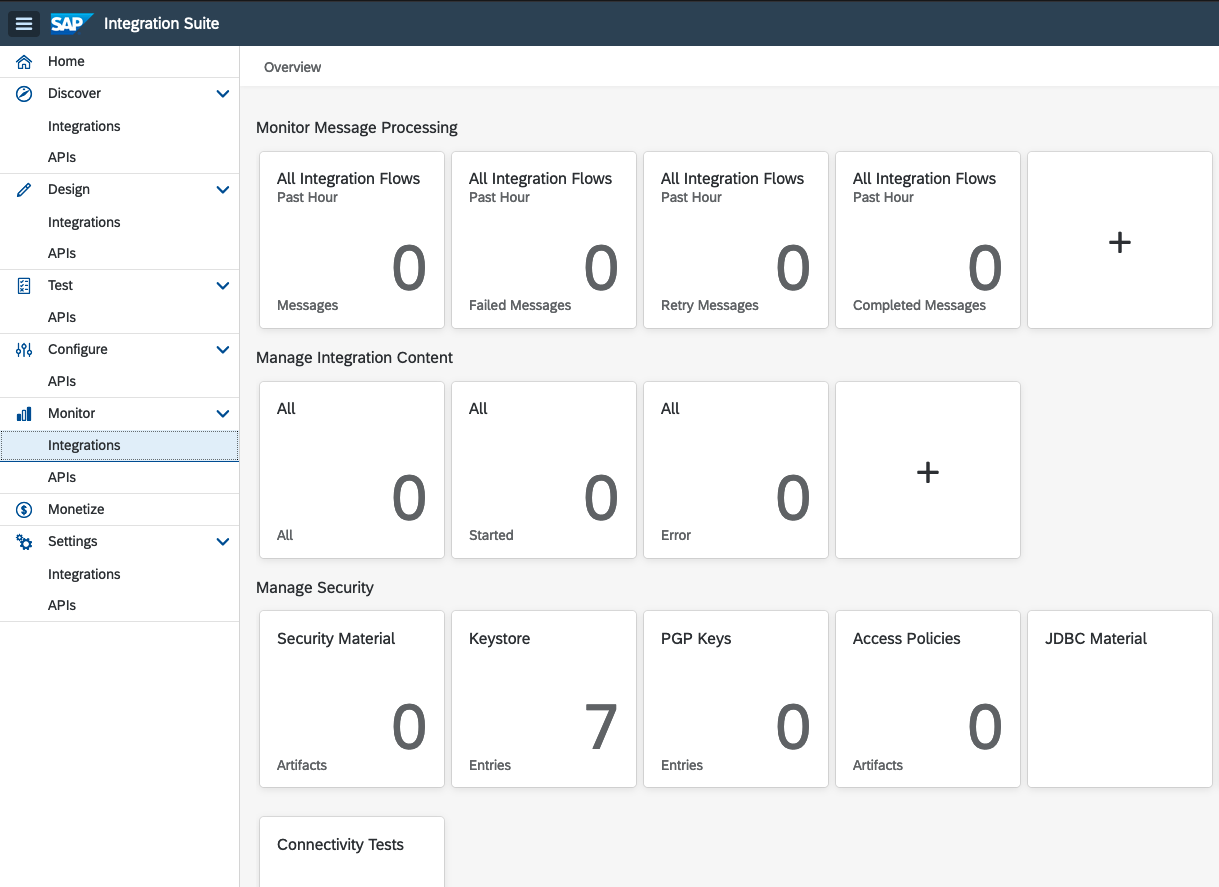 SAP Integration Suite
Home
Discover
Integrations
APIs
Design
Integrations
APIs
Test
APIs
Configure
APIs
Monitor
Integrations
APIs
Monetize
Settings
Integrations
APIs
Overview
Monitor Message Processing
All Integration Flows
Past Hour
0
Messages
All Integration Flows
Past Hour
0
Failed Messages
All Integration Flows
Past Hour
0
Retry Messages
All Integration Flows
Past Hour
0
Completed Messages
+
Manage Integration Content
All
0
All
All
0
Started
All
0
Error
+
Manage Security
Security Material
0
Artifacts
Keystore
7
Entries
PGP Keys
0
Entries
Access Policies
0
Artifacts
JDBC Material
Connectivity Tests